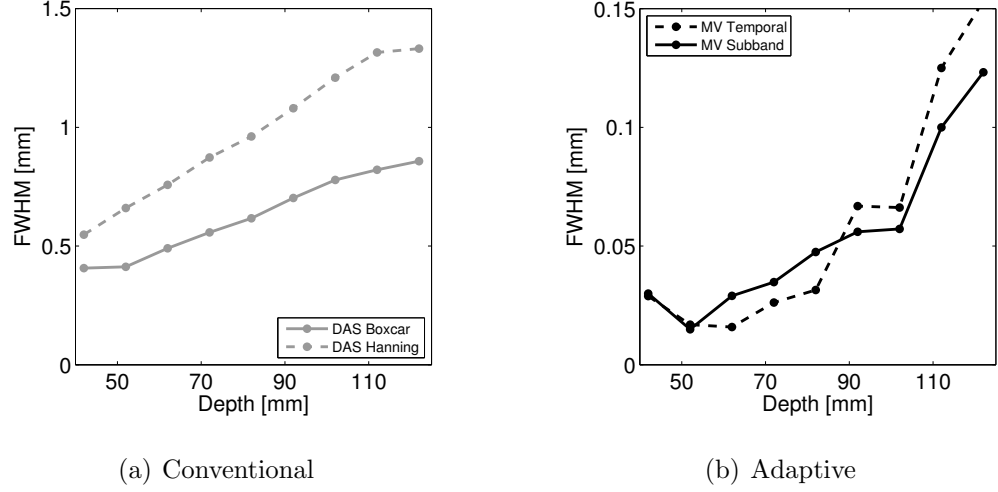 1.5
1
0.5
0
FWHM [mm]
50 70 90 110
Depth [mm]
DAS Boxcar
DAS Hanning
(a) Conventional
0.15
0.1
0.05
0
FWHM [mm]
50 70 90 110
Depth [mm]
MV Temporal
MV Subband
(b) Adaptive